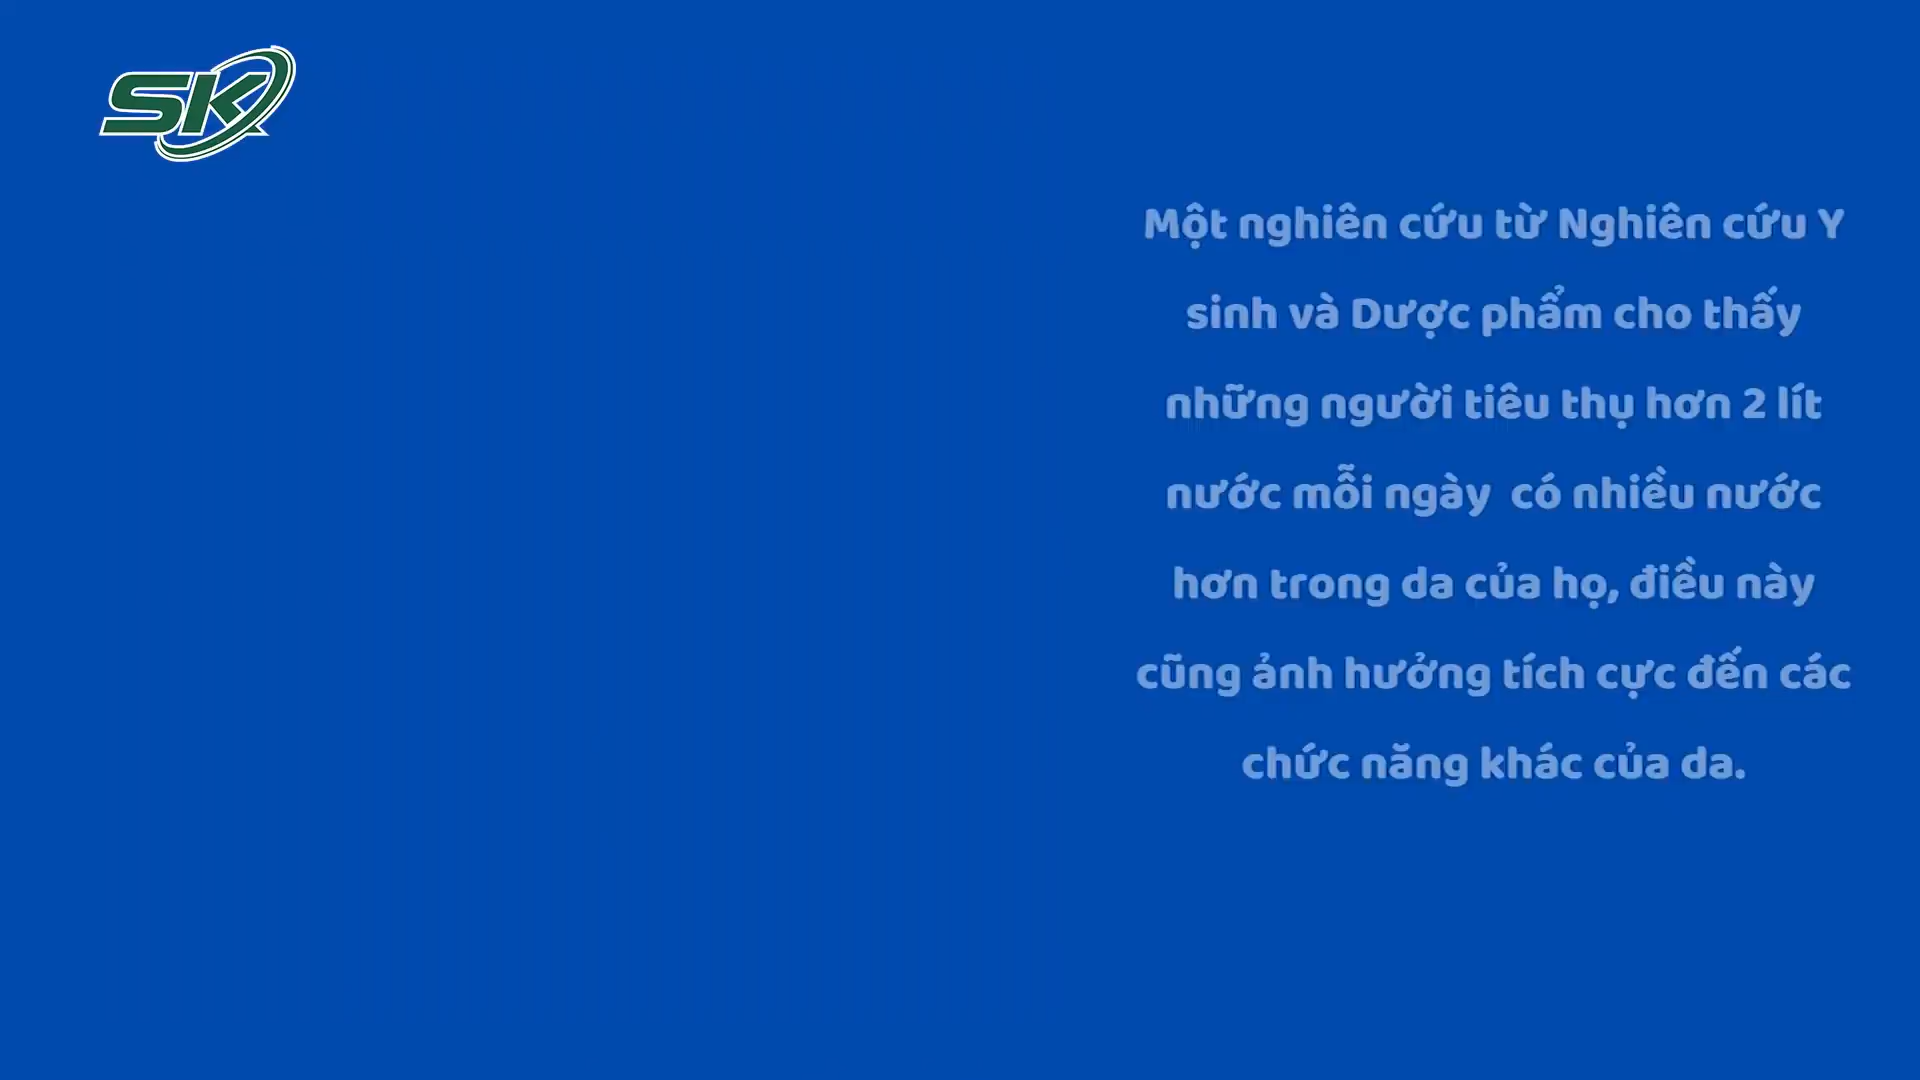 SK
Một nghiên cứu từ Nghiên cứu Y
sinh và Dược phẩm cho thấy
những người tiêu thụ hơn 2 lít
nước mỗi ngày  có nhiều nước
hơn trong da của họ, điều này
cũng ảnh hưởng tích cực đến các
chức năng khác của da.